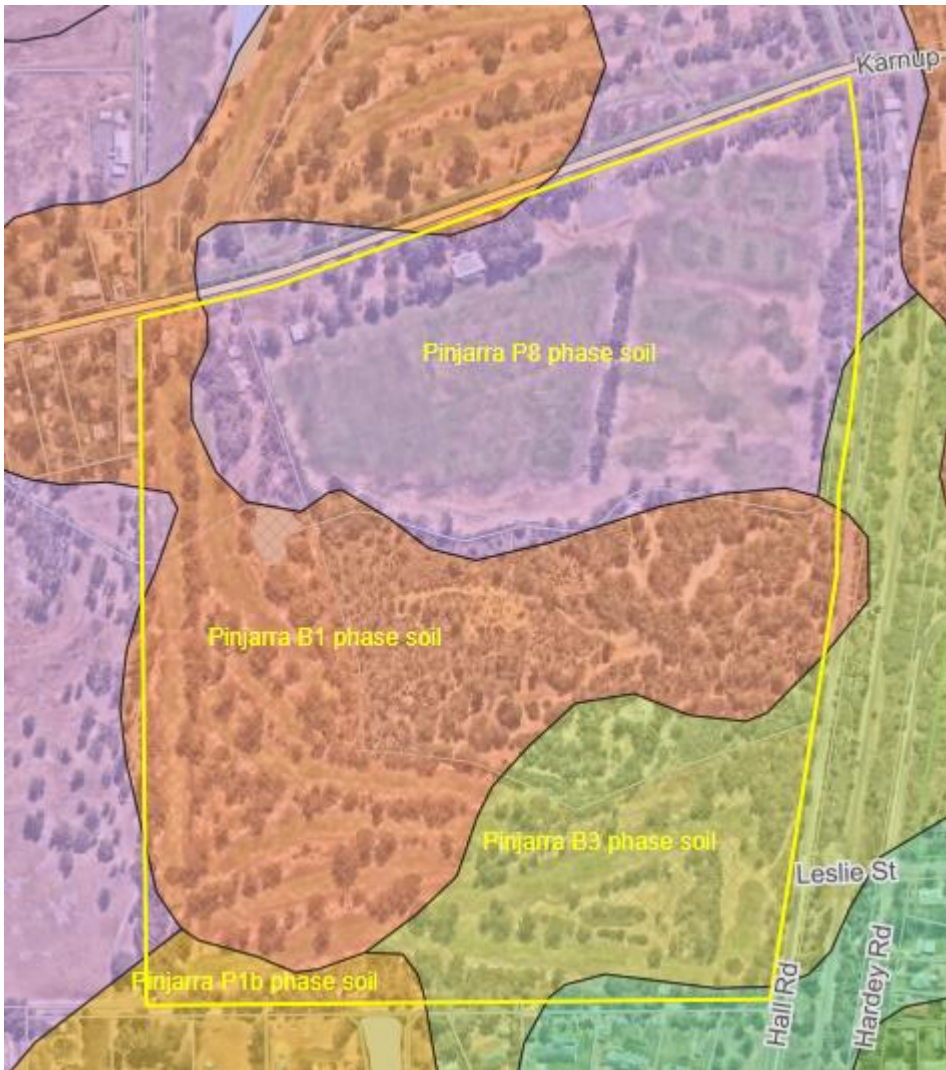 Karnup
Pinjarra P8 phase soil
Pinjarra B1 phase soil
Pinjarra B3 phase soil
Leslie St
Pinjarra P1b phase soil
Hall Rd
Hardey Rd